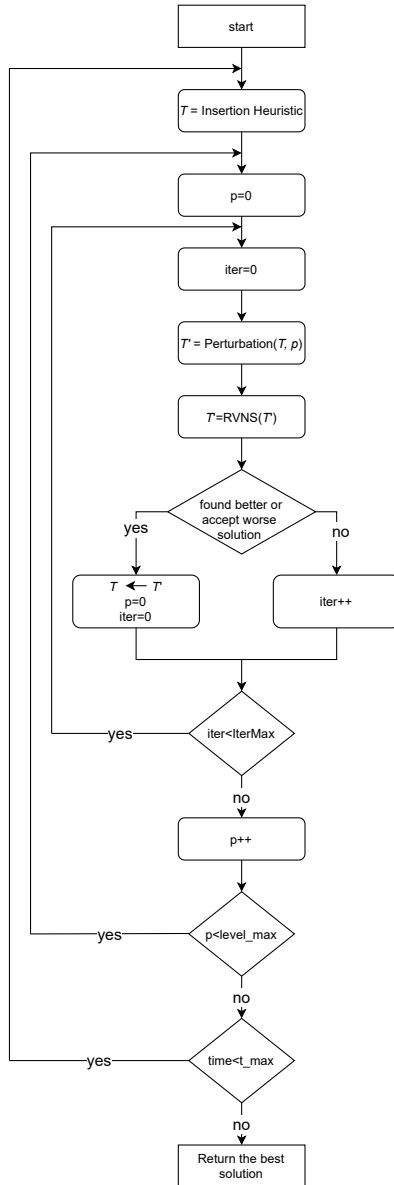 start
T = Insertion Heuristic
p=0
iter=0
T' = Perturbation(T, p)
T'=RVNS(T')
found better or
accept worse
solution
yes
no
T ← T'
p=0
iter=0
iter++
iter<IterMax
yes
no
p++
p<level_max
yes
no
time<t_max
yes
no
Return the best
solution